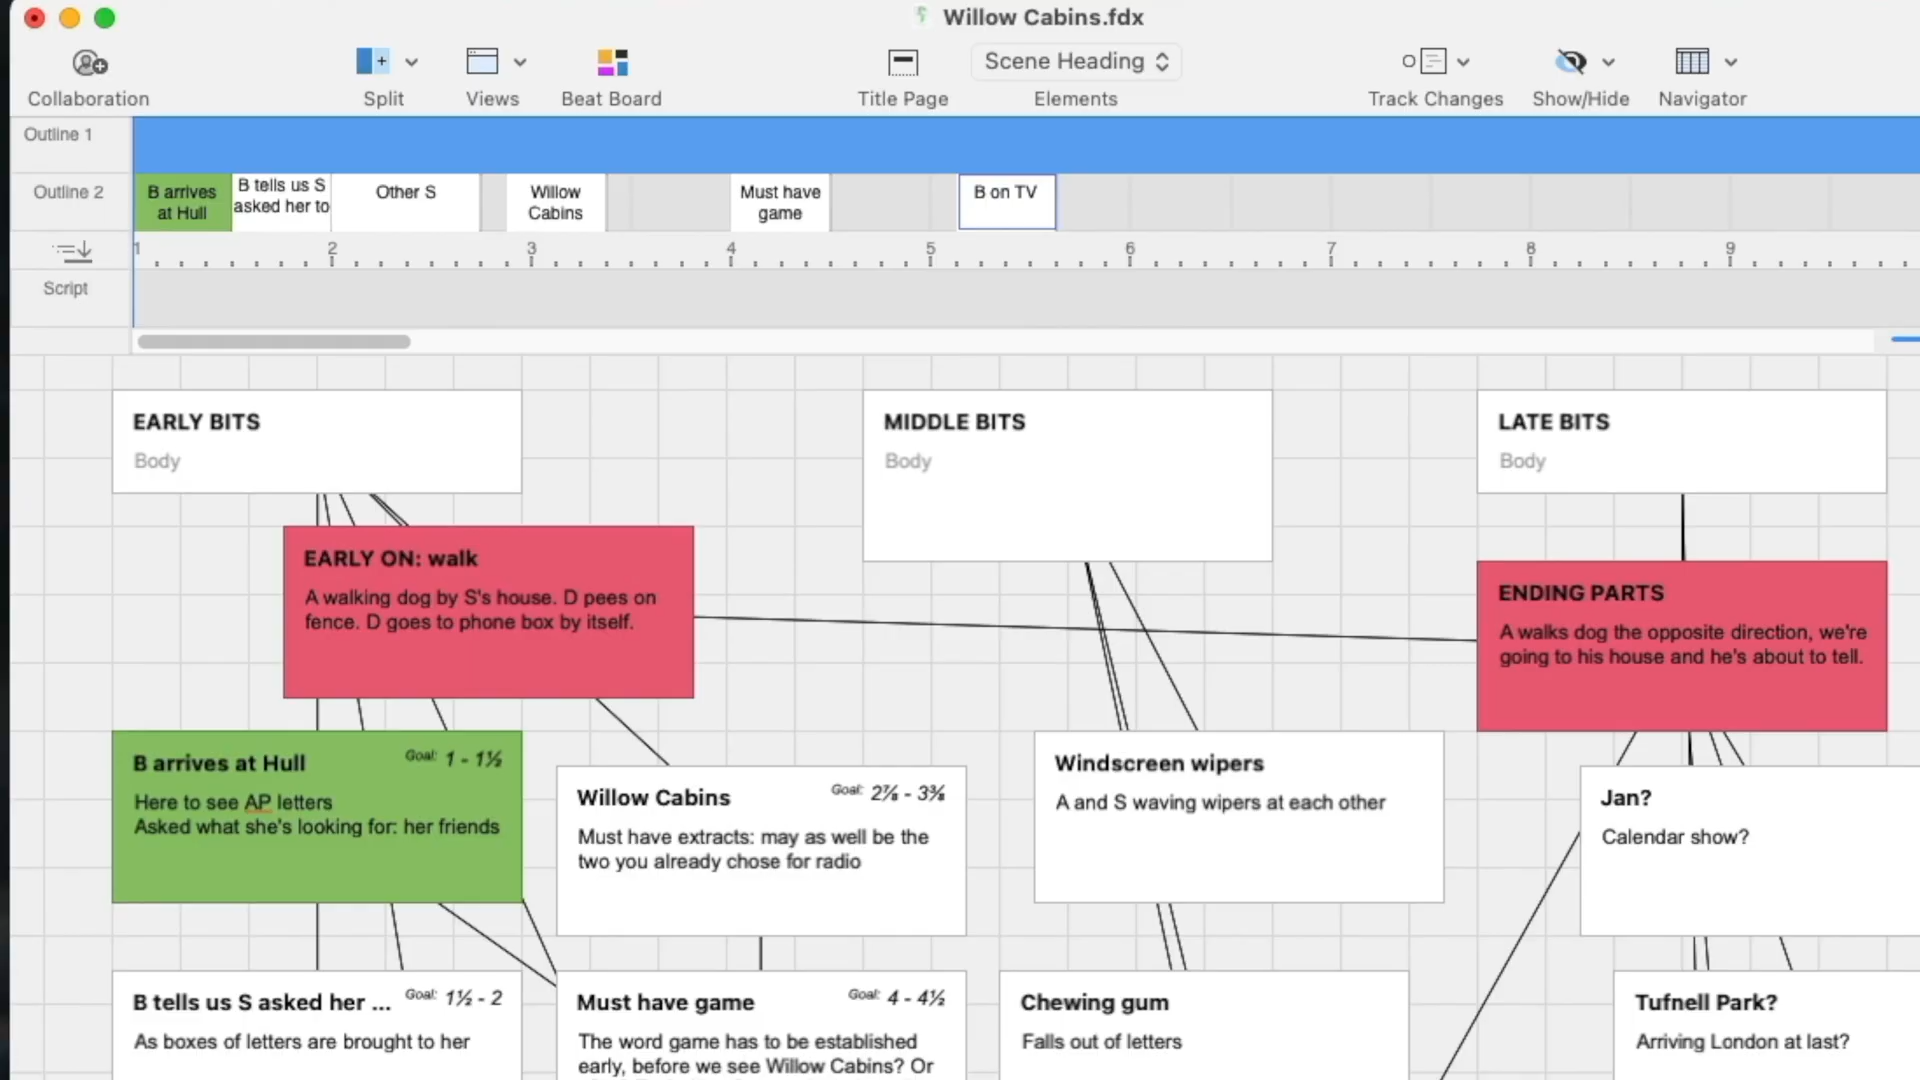 Willow Cabins.fdx
Collaboration
Split
Views
Beat Board
Title Page
Scene Heading
Elements
Track Changes
Show/Hide
Navigator
Outline 1
Outline 2
B arrives
at Hull
B tells us S
asked her to
Other S
Willow
Cabins
Must have
game
B on TV
1 2 3 4 5 6 7 8 9
Script
EARLY BITS
Body
MIDDLE BITS
Body
LATE BITS
Body
EARLY ON: walk
A walking dog by S's house. D pees on
fence. D goes to phone box by itself.
ENDING PARTS
A walks dog the opposite direction, we're
going to his house and he's about to tell.
B arrives at Hull
Goal: 1 - 1½
Here to see AP letters
Asked what she's looking for: her friends
Willow Cabins
Goal: 2⅞ - 3⅜
Must have extracts: may as well be the
two you already chose for radio
Windscreen wipers
A and S waving wipers at each other
Jan?
Calendar show?
B tells us S asked her ...
Goal: 1½ - 2
As boxes of letters are brought to her
Must have game
Goal: 4 - 4½
The word game has to be established
early, before we see Willow Cabins? Or
Chewing gum
Falls out of letters
Tufnell Park?
Arriving London at last?